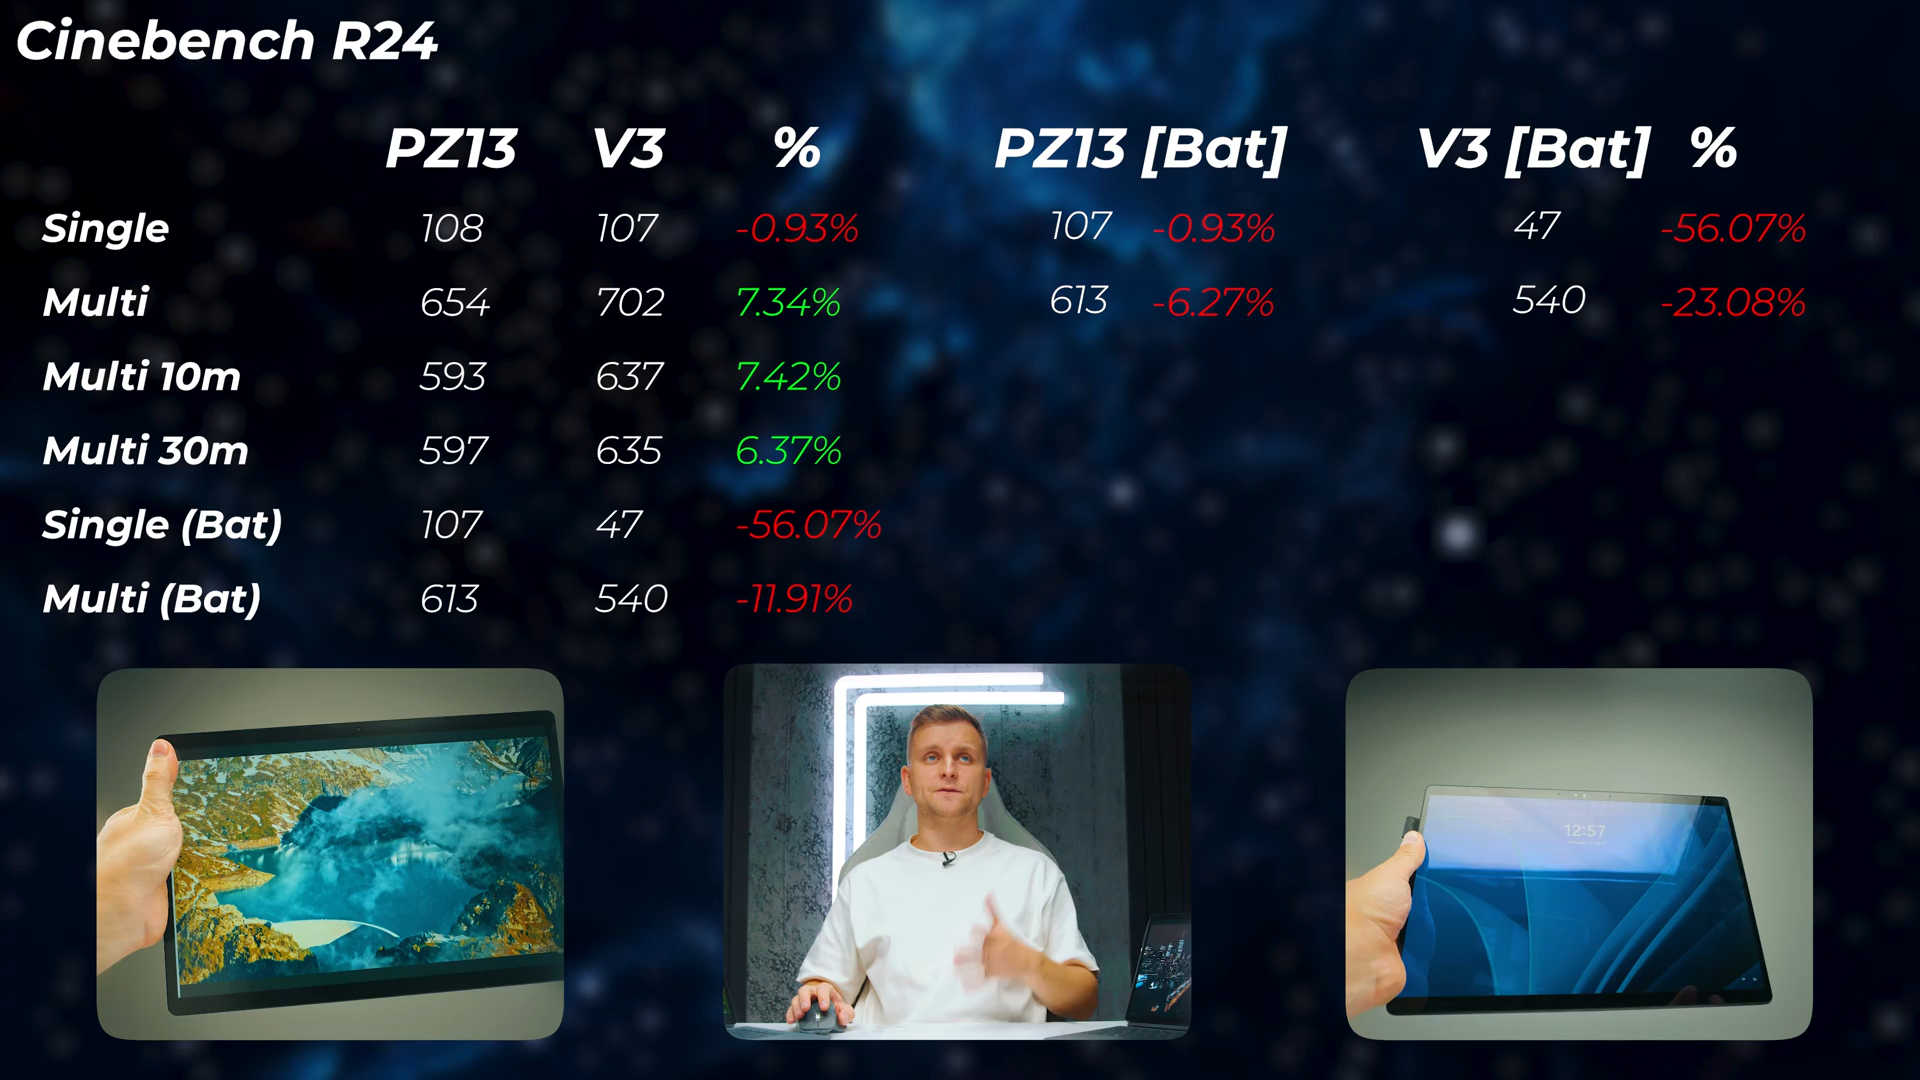 Cinebench R24
PZ13 V3 % PZ13 [Bat] V3 [Bat] %
Single 108 107 -0.93% 107 -0.93% 47 -56.07%
Multi 654 702 7.34% 613 -6.27% 540 -23.08%
Multi 10m 593 637 7.42%
Multi 30m 597 635 6.37%
Single (Bat) 107 47 -56.07%
Multi (Bat) 613 540 -11.91%
12:57